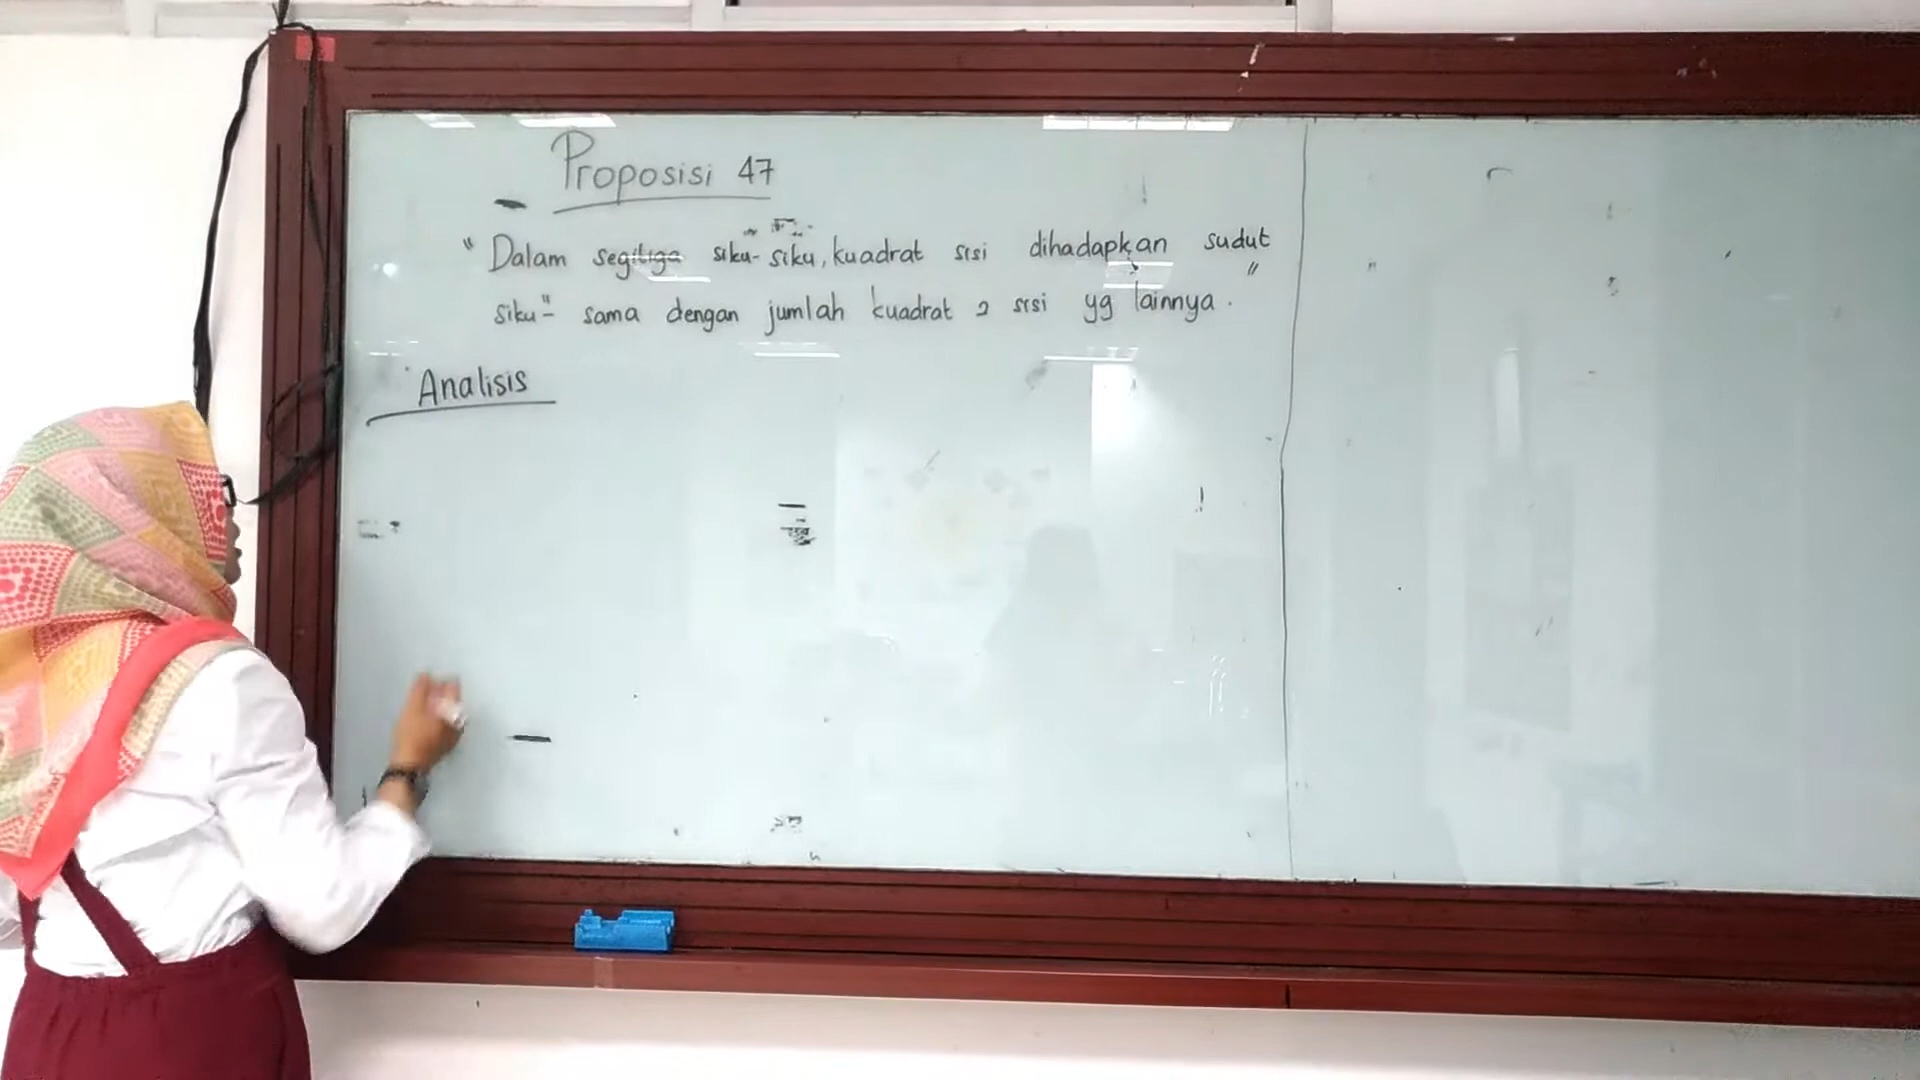 Proposisi 47
" Dalam segitiga siku-siku, kuadrat sisi dihadapkan sudut
siku"- sama dengan jumlah kuadrat 2 sisi yg lainnya. "
Analisis